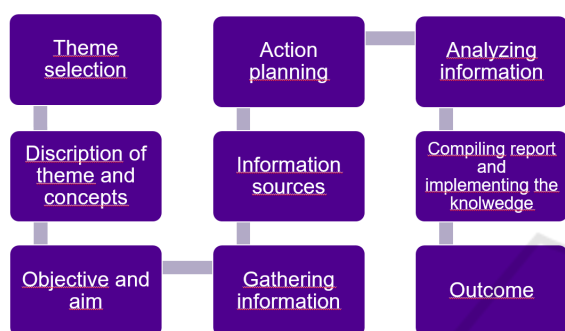 Theme
selection
Discription of
theme and
concepts
Objective and
aim
Gathering
information
Information
sources
Action
planning
Analyzing
information
Compiling report
and
implementing the
knolwedge
Outcome